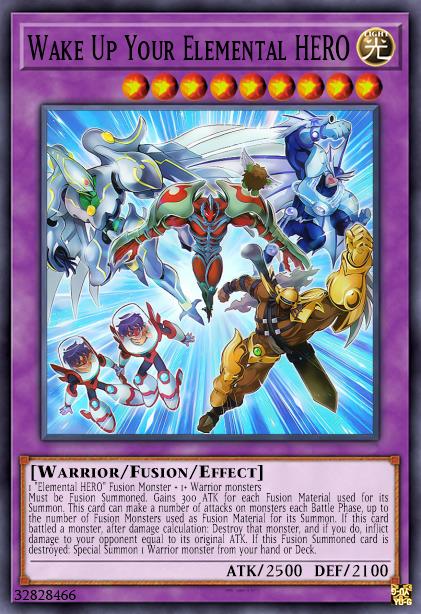 WAKE UP YOUR ELEMENTAL HERO
LIGHT
光
[WARRIOR/FUSION/EFFECT]
1 "Elemental HERO" Fusion Monster + 1+ Warrior monsters
Must be Fusion Summoned. Gains 300 ATK for each Fusion Material used for its
Summon. This card can make a number of attacks on monsters each Battle Phase, up to
the number of Fusion Monsters used as Fusion Material for its Summon. If this card
battled a monster, after damage calculation: Destroy that monster, and if you do, inflict
damage to your opponent equal to its original ATK. If this Fusion Summoned card is
destroyed: Special Summon 1 Warrior monster from your hand or Deck.
ATK/2500 DEF/2100
32828466